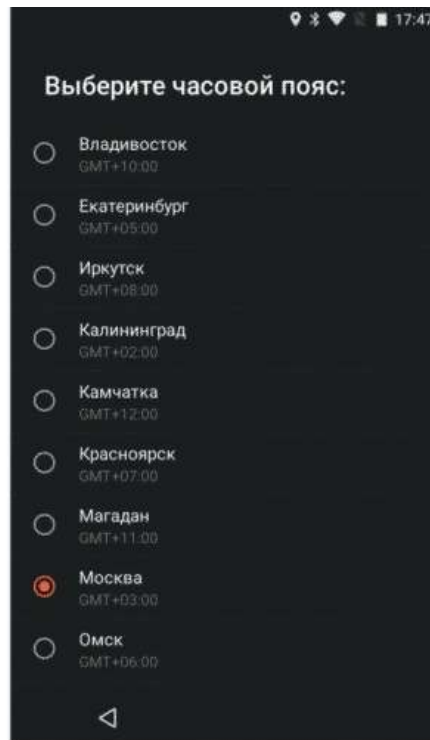 17:47
Выберите часовой пояс:
Владивосток
GMT+10:00
Екатеринбург
GMT+05:00
Иркутск
GMT+08:00
Калининград
GMT+02:00
Камчатка
GMT+12:00
Красноярск
GMT+07:00
Магадан
GMT+11:00
Москва
GMT+03:00
Омск
GMT+06:00